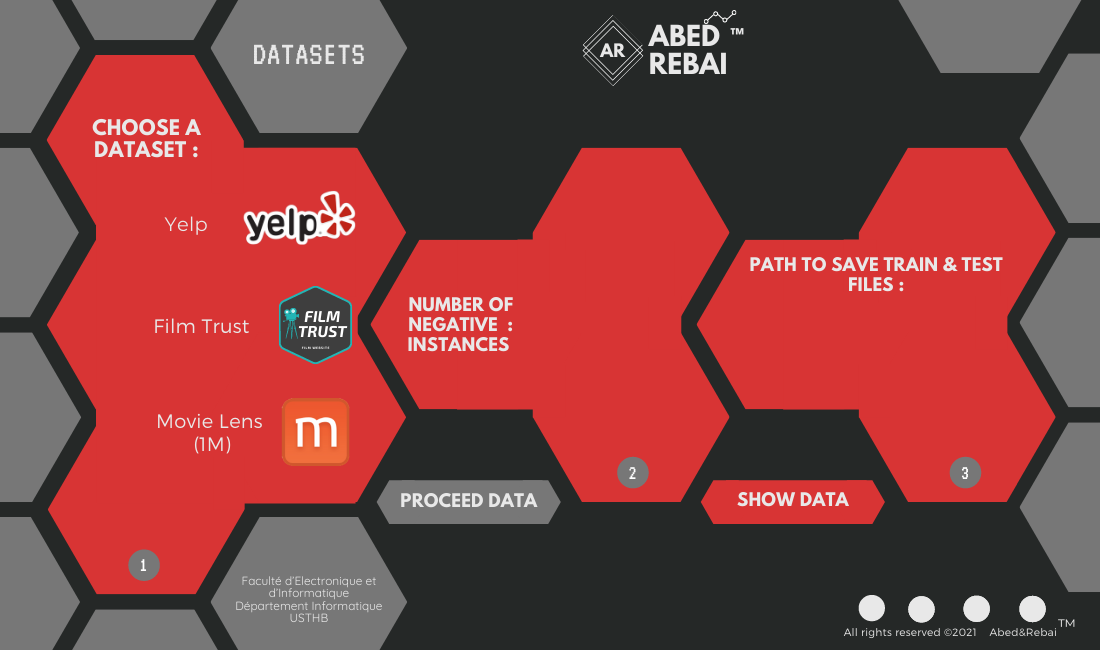 DATASETS
AR
ABED ™
REBAI
CHOOSE A
DATASET :
Yelp
yelp
Film Trust
FILM
TRUST
FILM WEBSITE
Movie Lens
(1M)
m
1
NUMBER OF
NEGATIVE :
INSTANCES
2
PATH TO SAVE TRAIN & TEST
FILES :
3
PROCEED DATA
SHOW DATA
Faculté d'Electronique et
d'Informatique
Département Informatique
USTHB
All rights reserved ©2021 Abed&Rebai TM